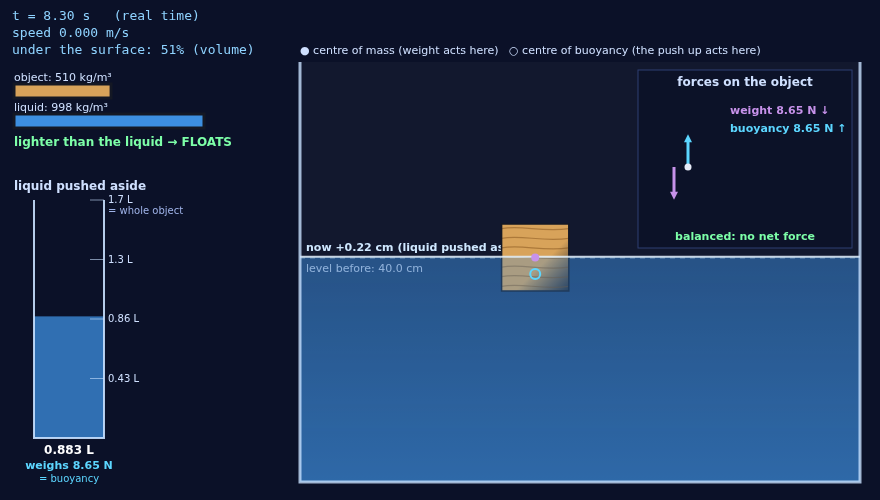 t = 8.30 s (real time)
speed 0.000 m/s
under the surface: 51% (volume)
object: 510 kg/m³
liquid: 998 kg/m³
lighter than the liquid → FLOATS
liquid pushed aside
1.7 L
= whole object
1.3 L
0.86 L
0.43 L
0.883 L
weighs 8.65 N
= buoyancy
● centre of mass (weight acts here) ○ centre of buoyancy (the push up acts here)
forces on the object
weight 8.65 N ↓
buoyancy 8.65 N ↑
balanced: no net force
now +0.22 cm (liquid pushed as
level before: 40.0 cm